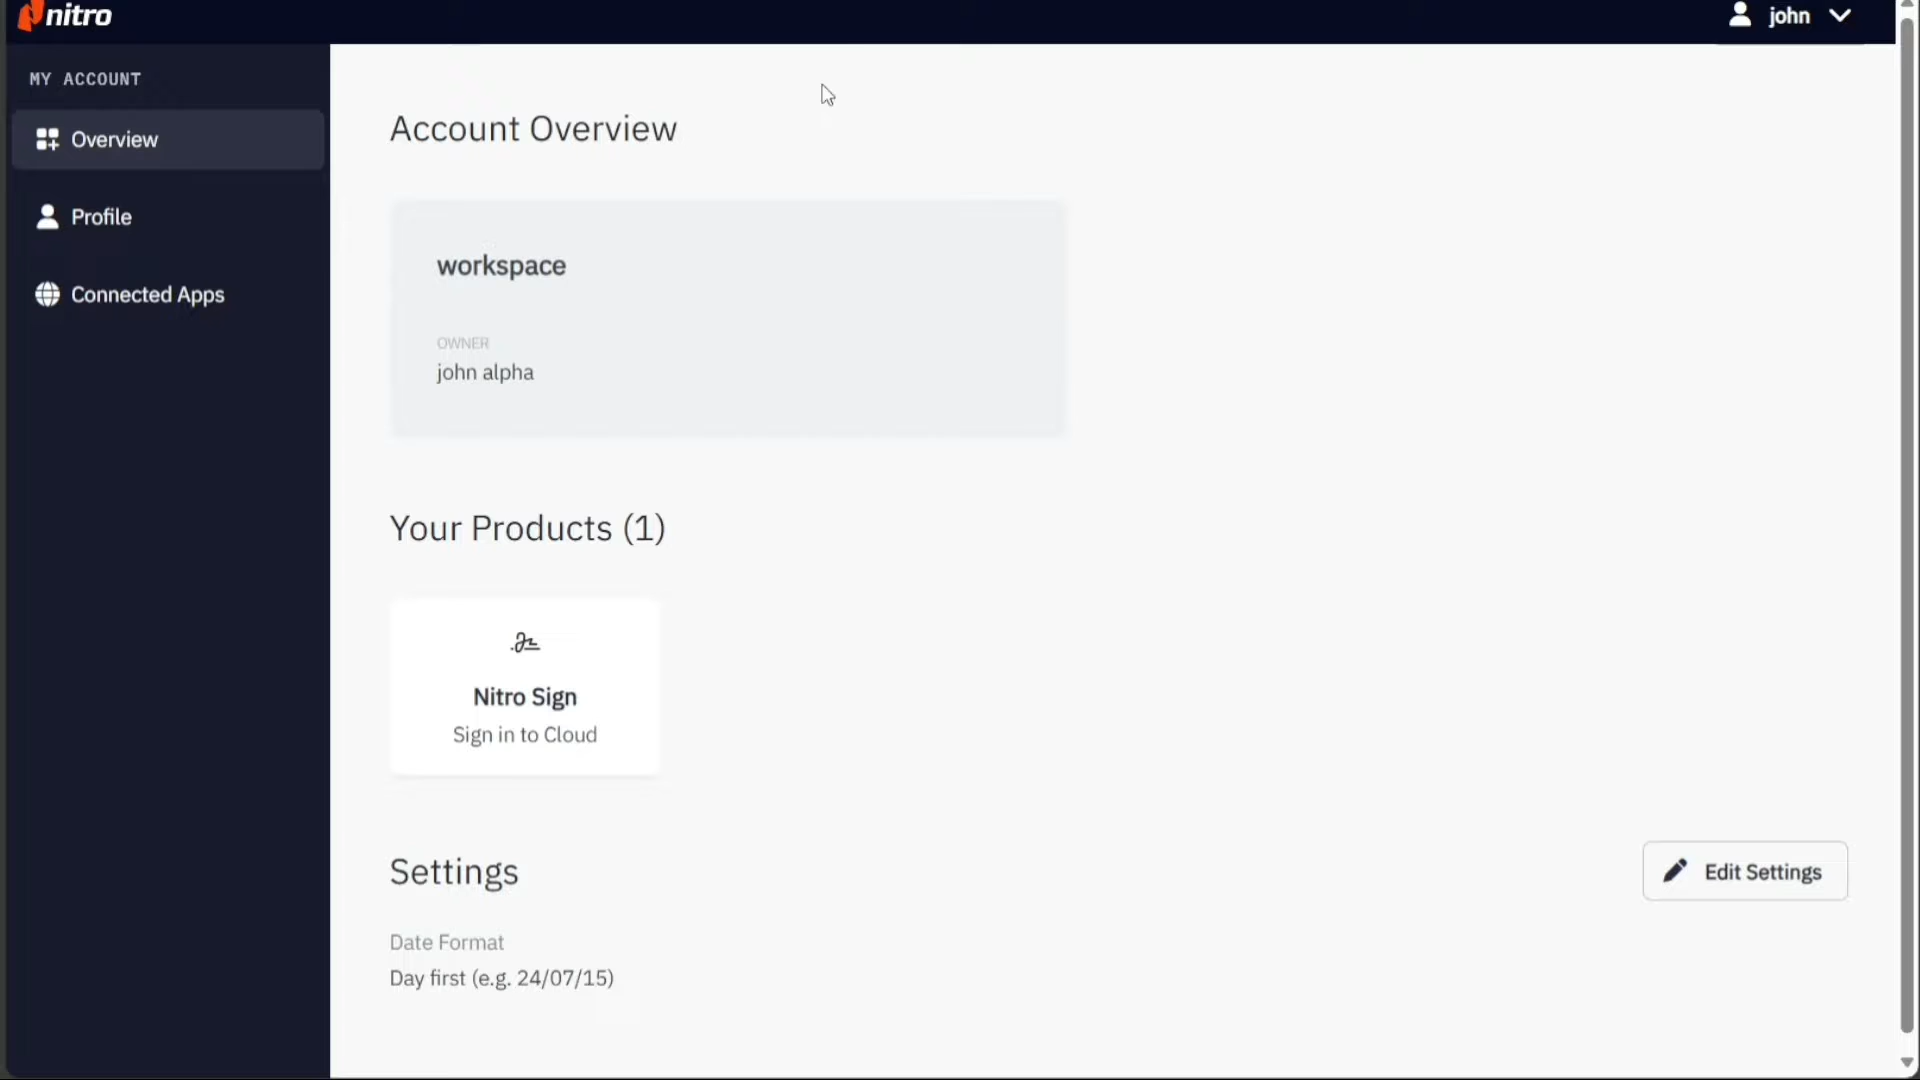 nitro
john
MY ACCOUNT
Overview
Profile
Connected Apps
Account Overview
workspace
OWNER
john alpha
Your Products (1)
Nitro Sign
Sign in to Cloud
Settings
Edit Settings
Date Format
Day first (e.g. 24/07/15)